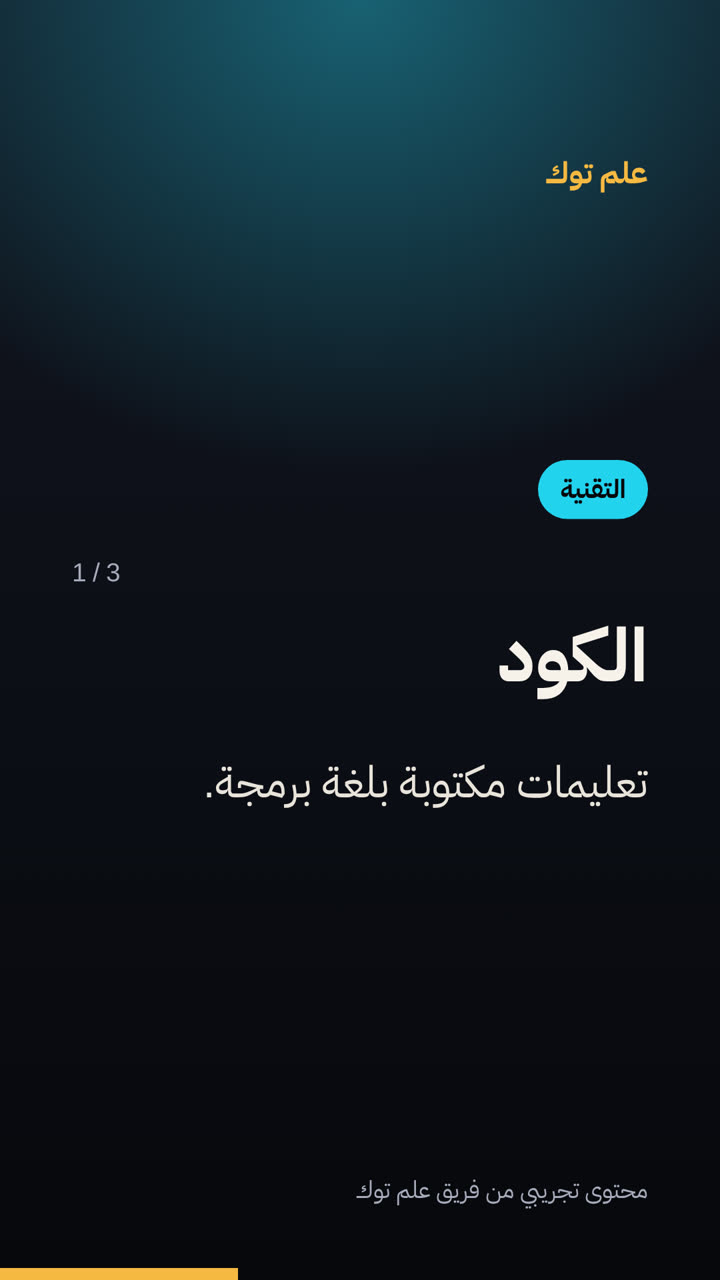 علم توك
التقنية
1 / 3
الكود
تعليمات مكتوبة بلغة برمجة.
محتوى تجريبي من فريق علم توك